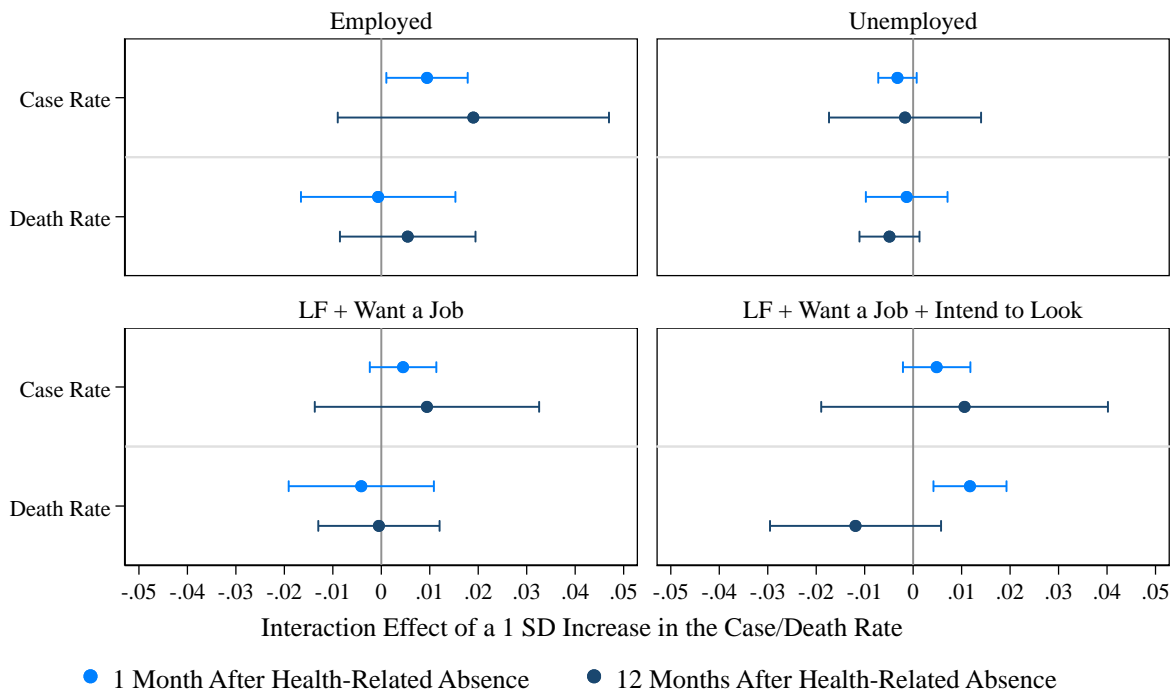 Employed
Unemployed
Case Rate
Death Rate
LF + Want a Job
LF + Want a Job + Intend to Look
Case Rate
Death Rate
-.05 -.04 -.03 -.02 -.01 0 .01 .02 .03 .04 .05
-.05 -.04 -.03 -.02 -.01 0 .01 .02 .03 .04 .05
Interaction Effect of a 1 SD Increase in the Case/Death Rate
1 Month After Health-Related Absence
12 Months After Health-Related Absence